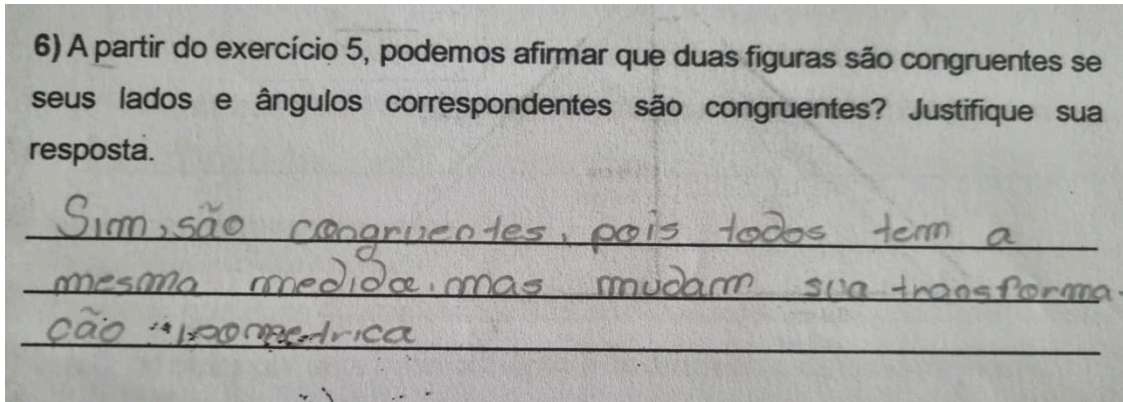 6) A partir do exercício 5, podemos afirmar que duas figuras são congruentes se
seus lados e ângulos correspondentes são congruentes? Justifique sua
resposta.
Sim, são congruentes, pois todos tem a
mesma medida, mas mudam sua transforma-
ção